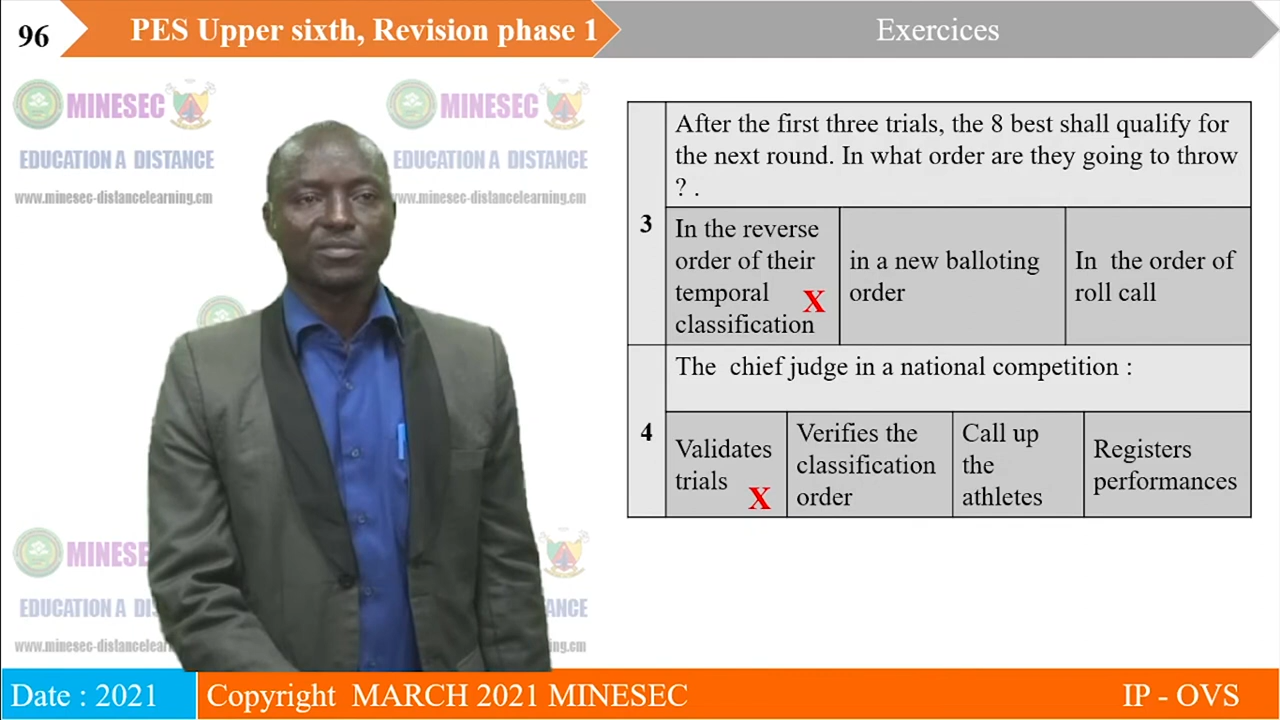 96
PES Upper sixth, Revision phase 1
Exercices
MINESEC
EDUCATION A DISTANCE
www.minesec-distancelearning.cm
MINESEC
EDUCATION A DISTANCE
www.minesec-distancelearning.cm
3
After the first three trials, the 8 best shall qualify for
the next round. In what order are they going to throw
? .
In the reverse
order of their
temporal
classification
X
in a new balloting
order
In the order of
roll call
4
The chief judge in a national competition :
Validates
trials
X
Verifies the
classification
order
Call up
the
athletes
Registers
performances
MINESE
EDUCATION A DI
ANCE
www.minesec-distancelearn
ing.cm
Date : 2021
Copyright MARCH 2021 MINESEC
IP - OVS